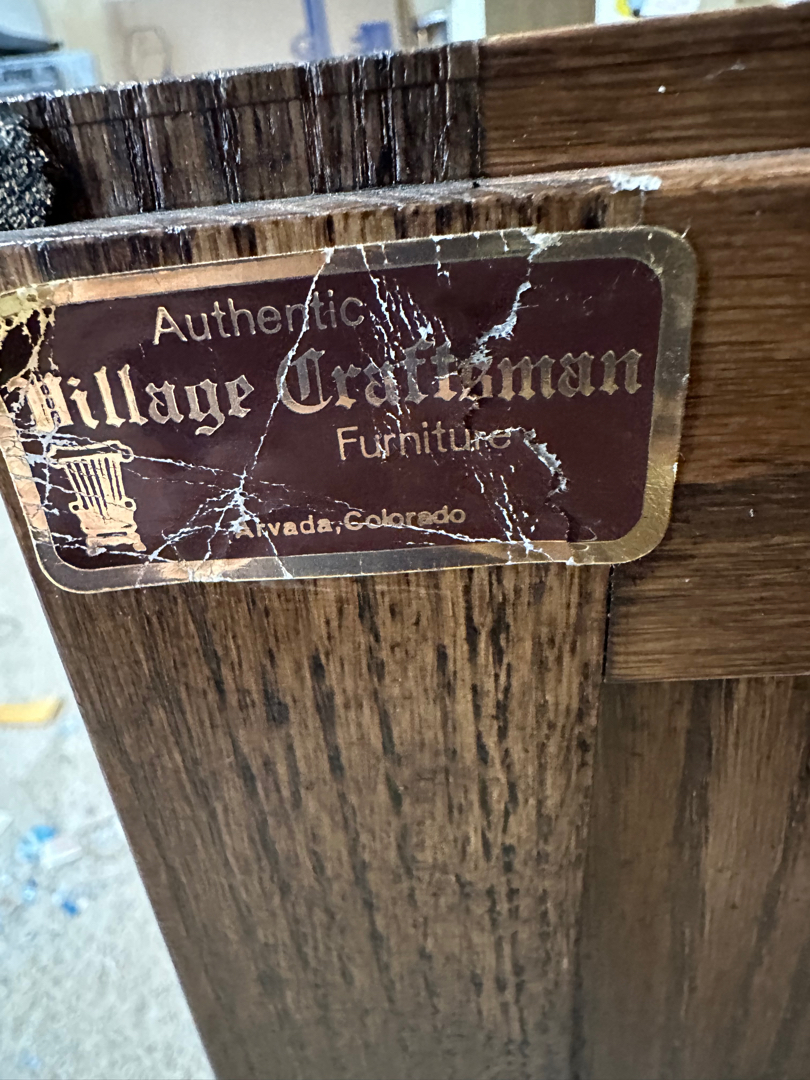 Authentic
Village Craftsman
Furniture
Arvada,Colorado